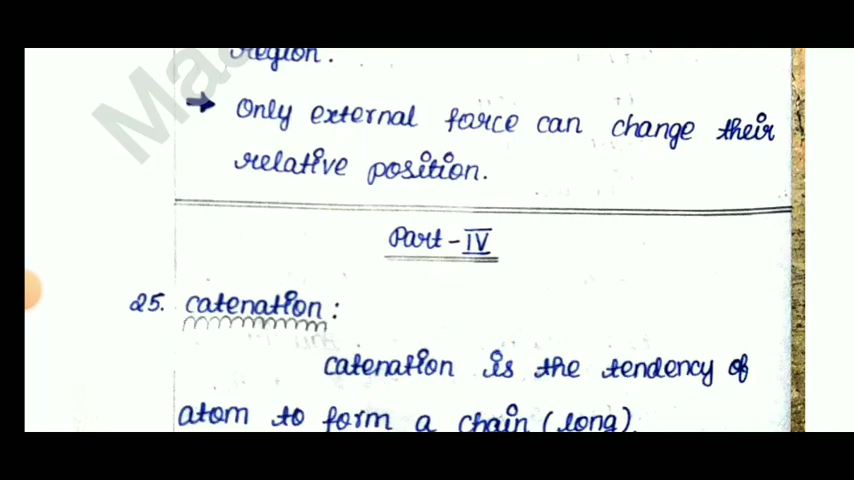 region.
→ Only external force can change their
relative position.
Part - IV
25. catenation :
catenation is the tendency of
atom to form a chain (long)